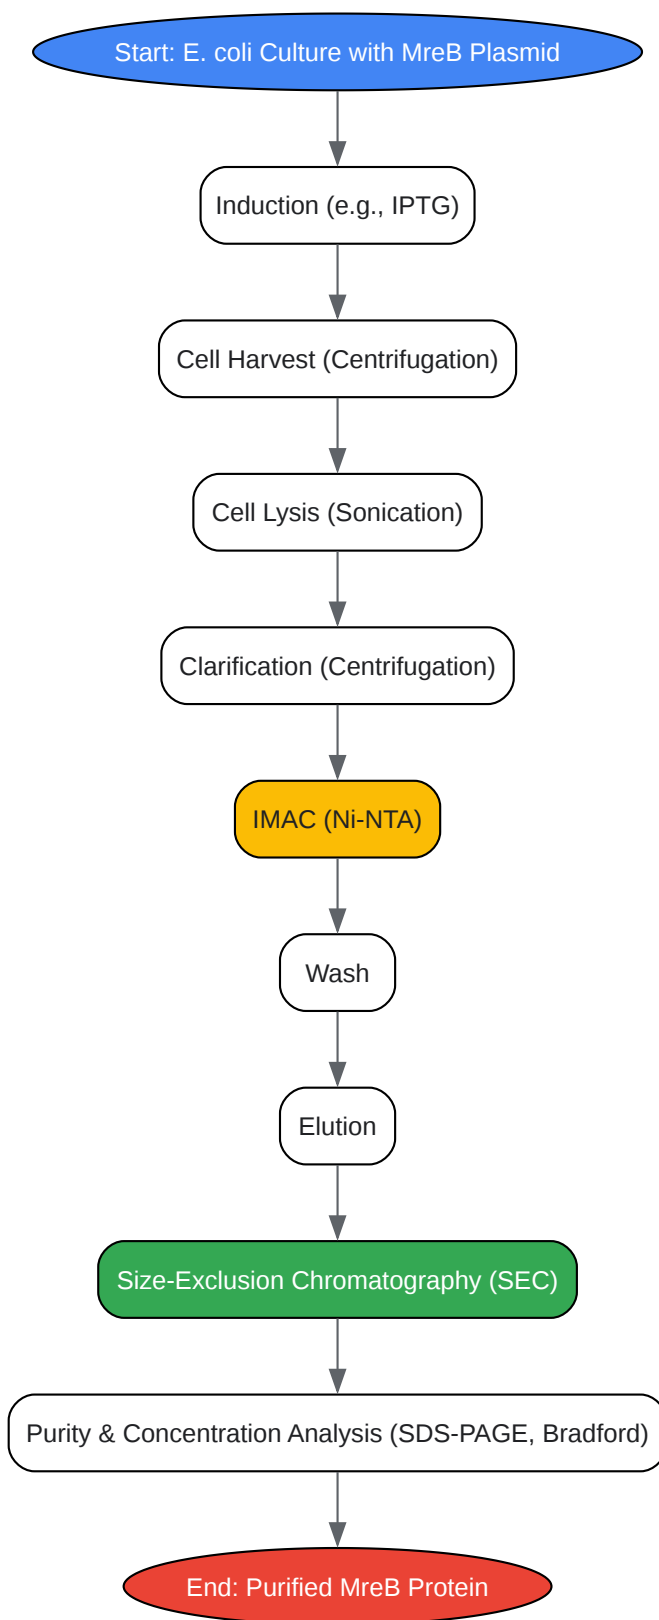 Start: E. coli Culture with MreB Plasmid
Induction (e.g., IPTG)
Cell Harvest (Centrifugation)
Cell Lysis (Sonication)
Clarification (Centrifugation)
IMAC (Ni-NTA)
Wash
Elution
Size-Exclusion Chromatography (SEC)
Purity & Concentration Analysis (SDS-PAGE, Bradford)
End: Purified MreB Protein